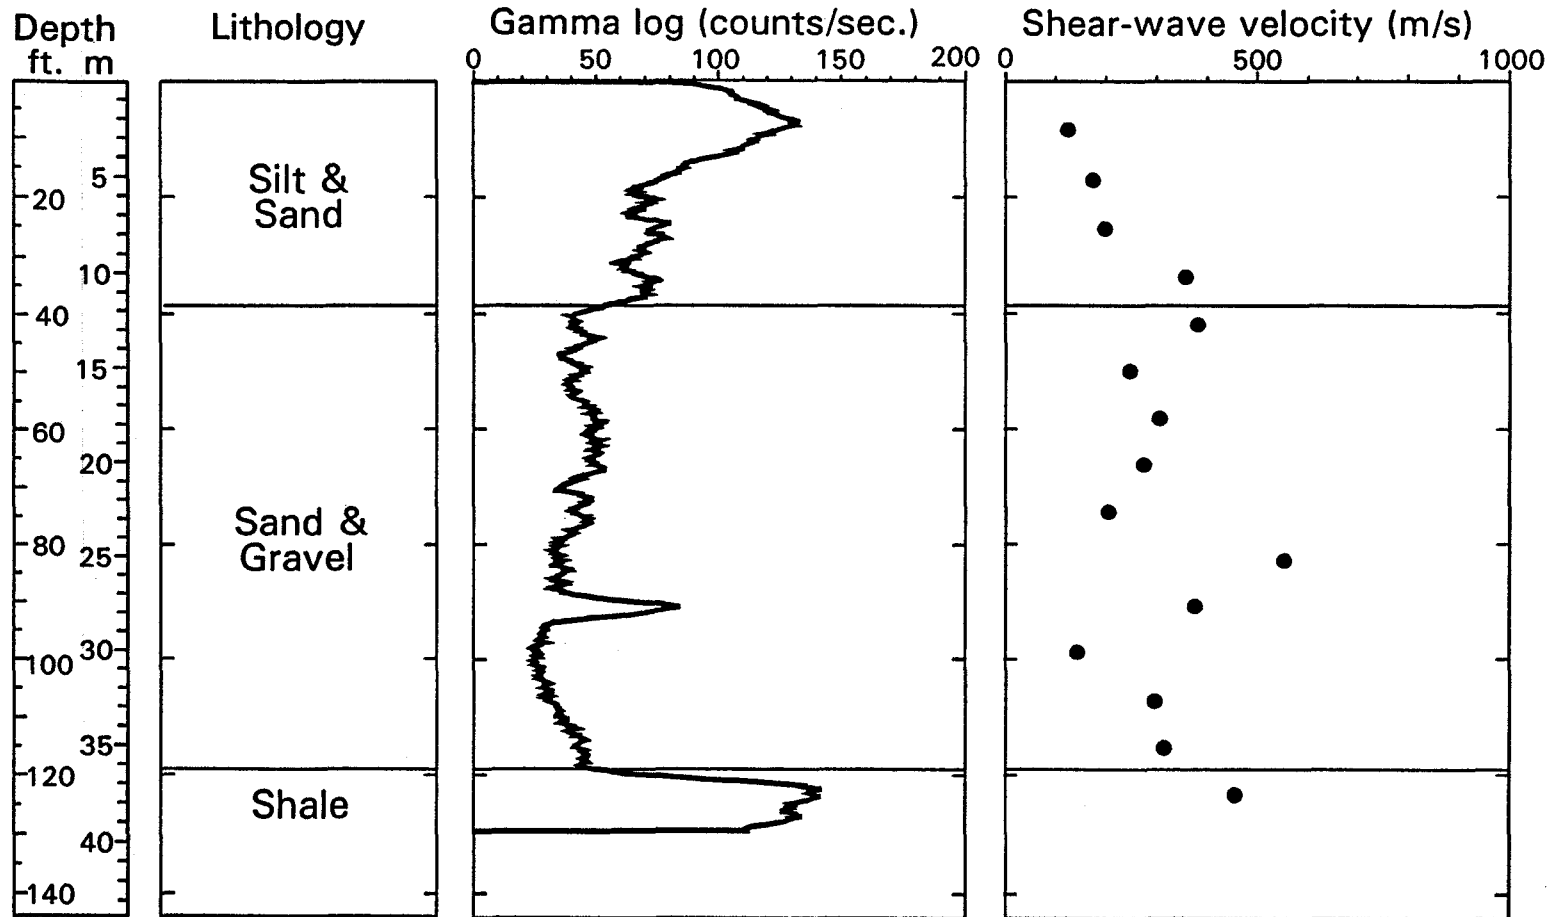 Depth
ft. m
Lithology
Gamma log (counts/sec.)
0 50 100 150 200
Shear-wave velocity (m/s)
0 500 1000
5
20
10
40
15
60
20
80
25
30
100
35
120
40
140
Silt &
Sand
Sand &
Gravel
Shale